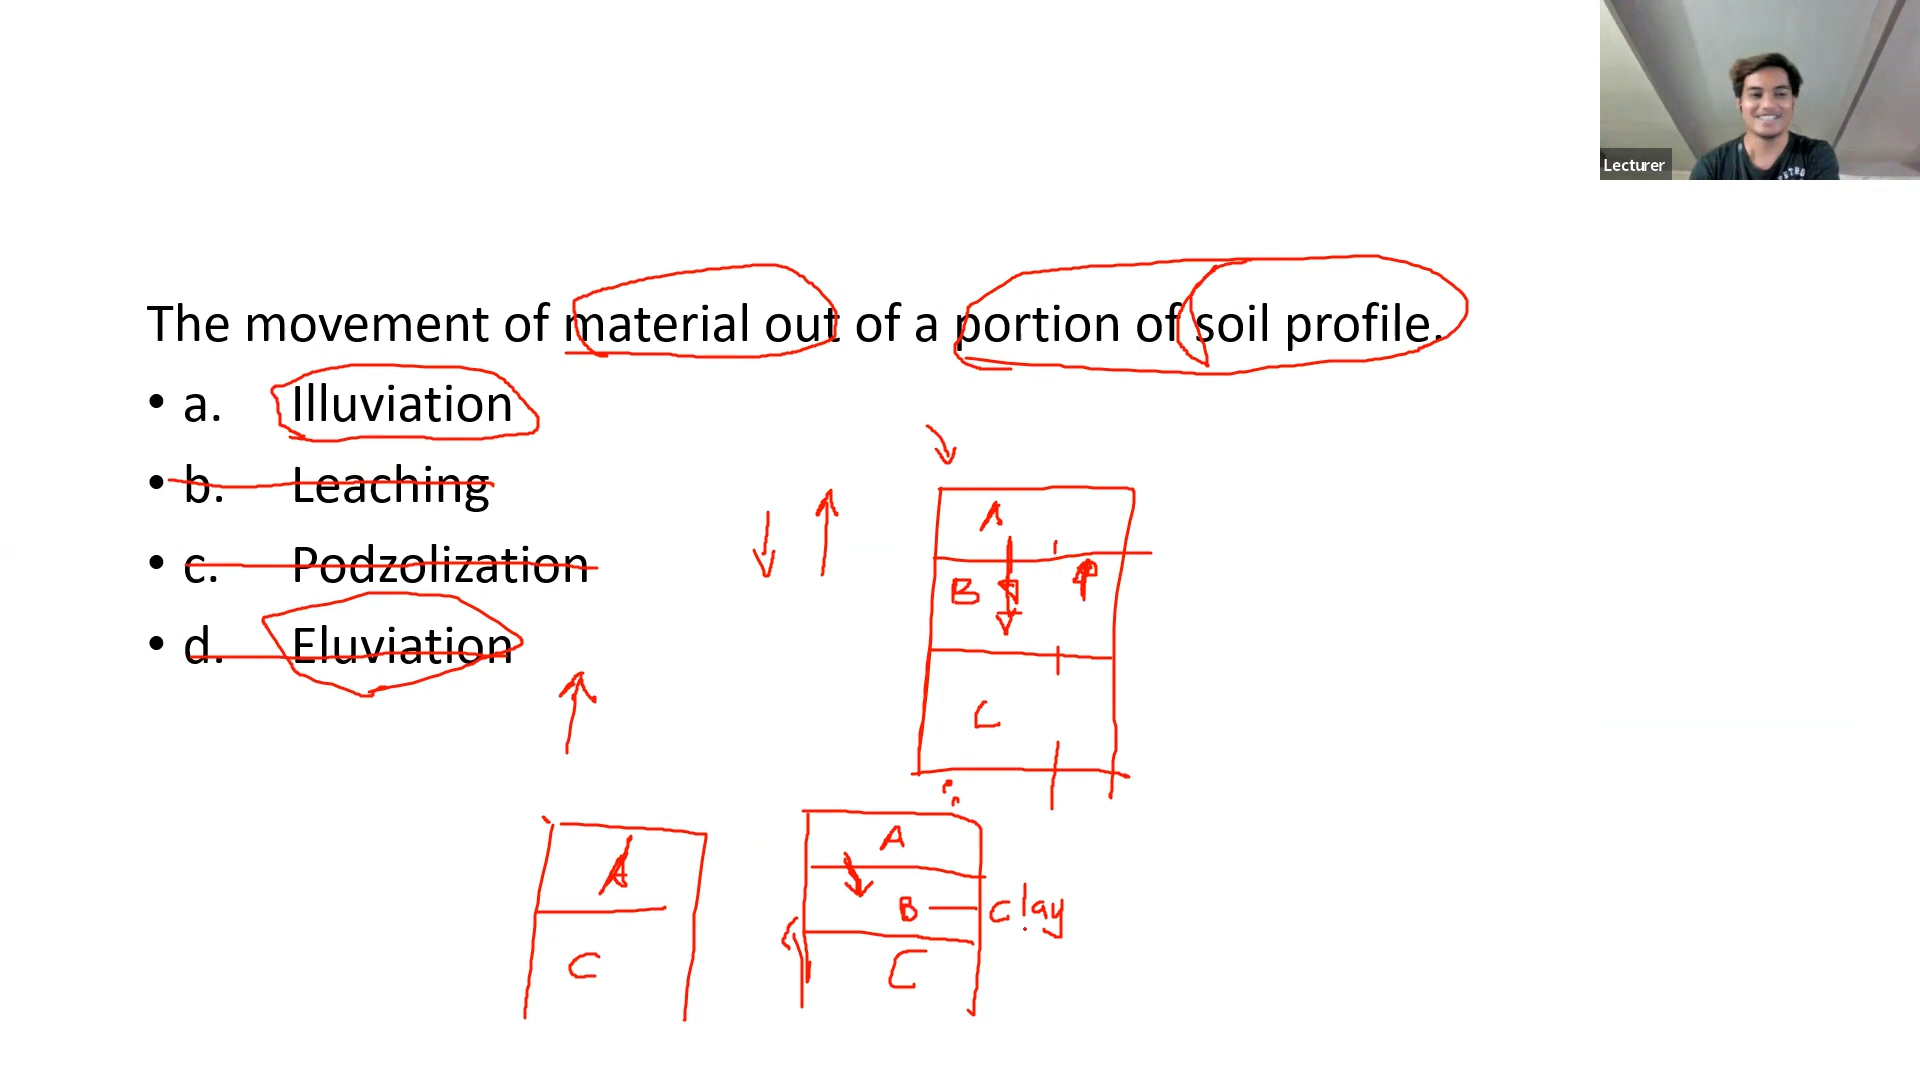 Lecturer
The movement of material out of a portion of soil profile.
• a. Illuviation
• b. Leaching
• c. Podzolization
• d. Eluviation
A
B
C
A
C
A
B
clay
C